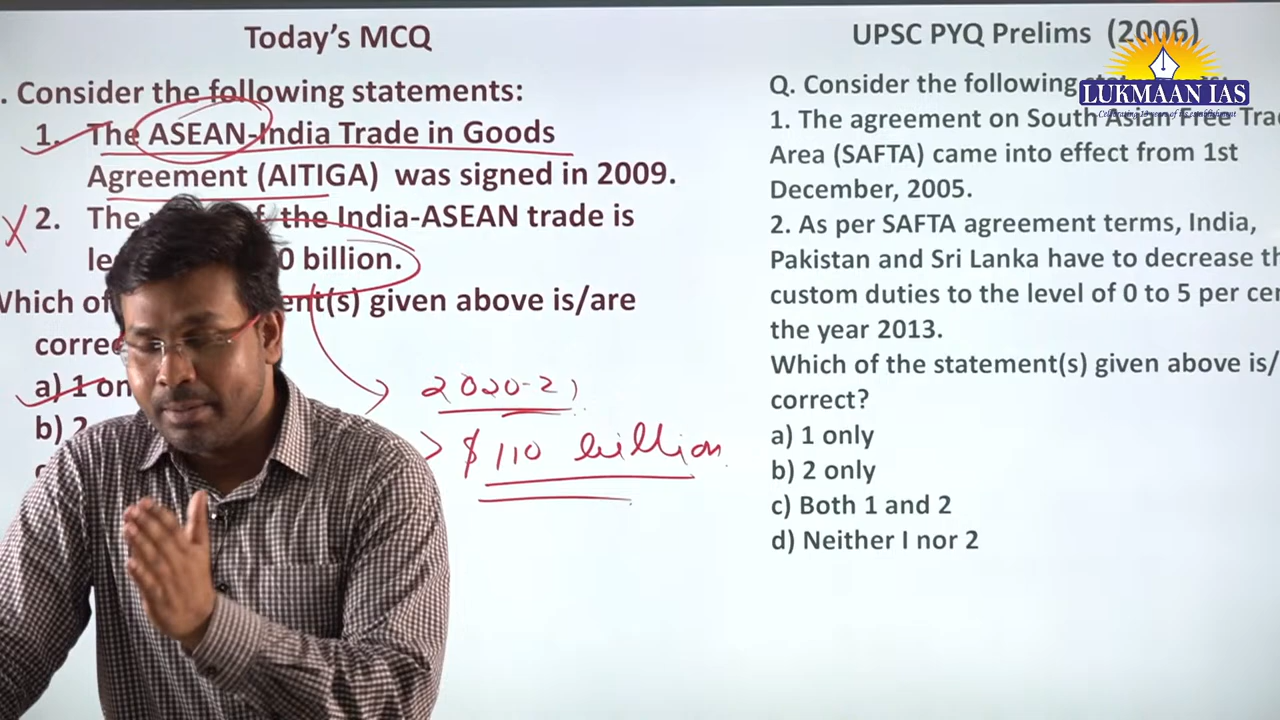 Today's MCQ
. Consider the following statements:
1. The ASEAN-India Trade in Goods
Agreement (AITIGA) was signed in 2009.
2. The the India-ASEAN trade is
0 billion.
Which of given above is/are
a) 1
b) 2
2020-21
> $110 billion
UPSC PYQ Prelims (2006)
Q. Consider the following statements:
1. The agreement on South Asian Free
Area (SAFTA) came into effect from 1st
December, 2005.
2. As per SAFTA agreement terms, India,
Pakistan and Sri Lanka have to decrease
custom duties to the level of 0 to 5 per
the year 2013.
Which of the statement(s) given above is/
correct?
a) 1 only
b) 2 only
c) Both 1 and 2
d) Neither I nor 2
LUKMAAN IAS